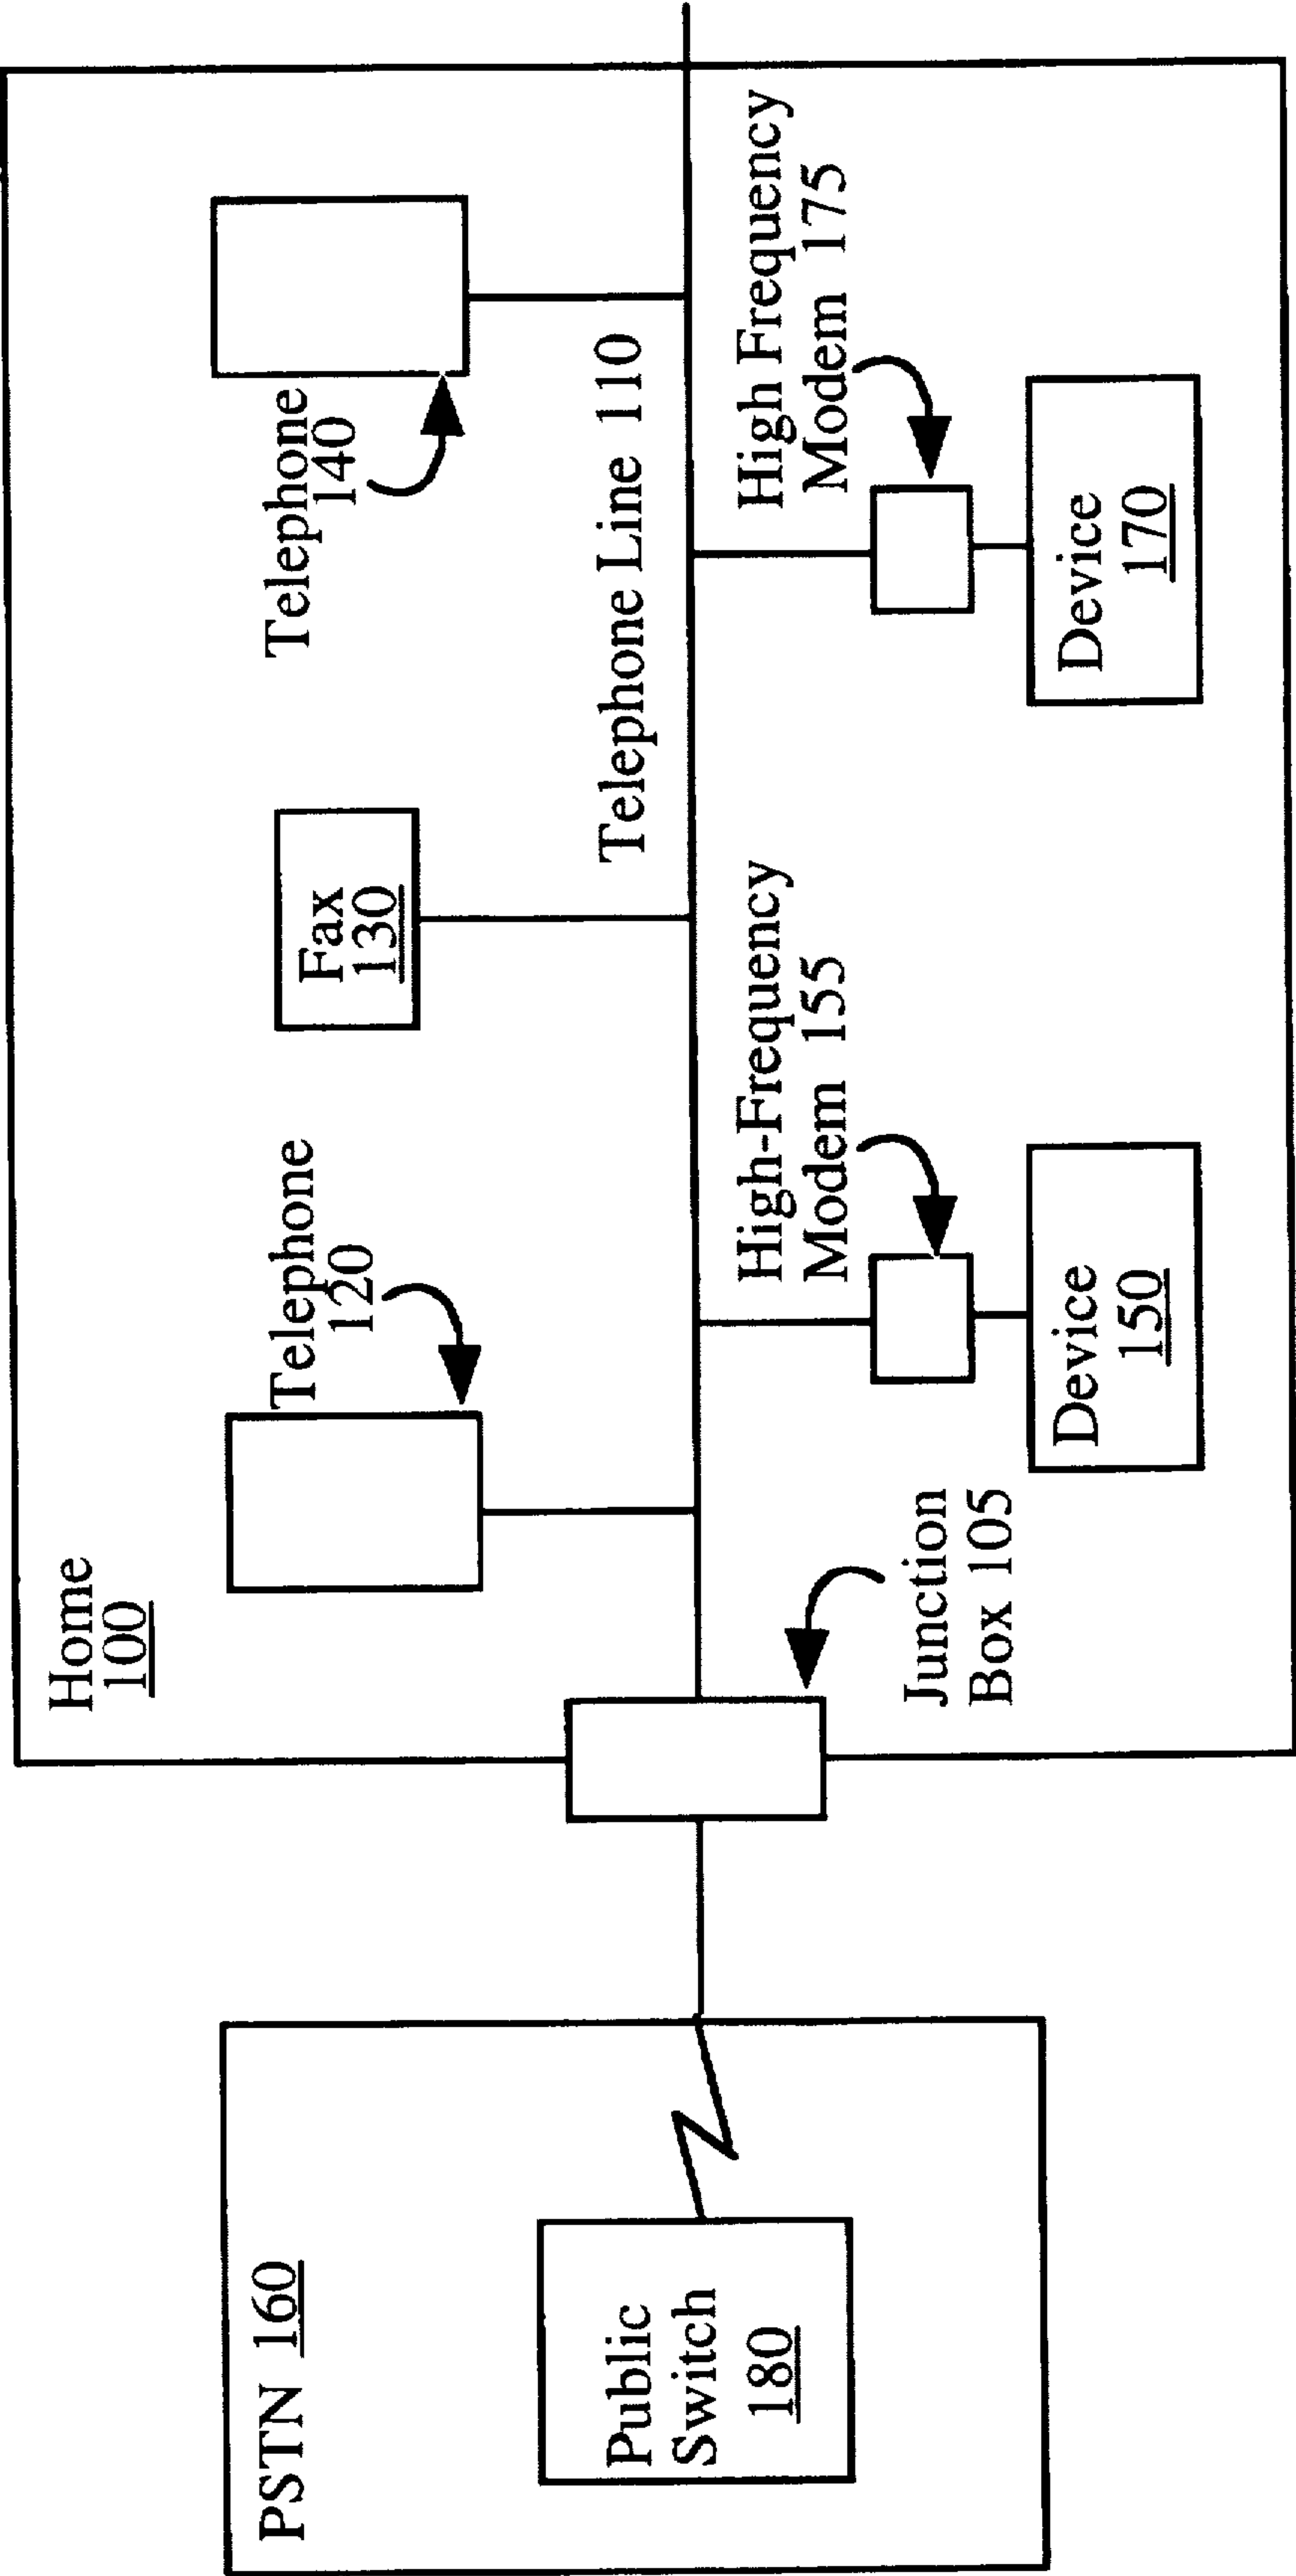 Home
100
Telephone
120
Fax
130
Telephone
140
Telephone Line 110
PSTN 160
Public
Switch
180
Junction
Box 105
High-Frequency
Modem 155
Device
150
High Frequency
Modem 175
Device
170